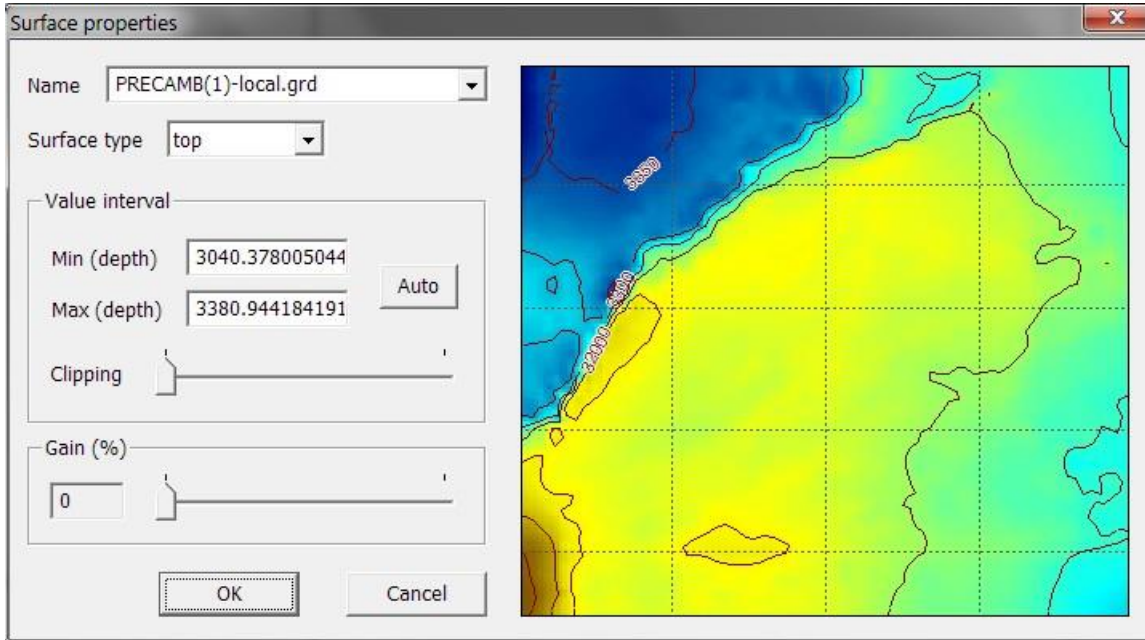 Surface properties
Name PRECAMB(1)-local.grd
Surface type top
Value interval
Min (depth) 3040.378005044
Max (depth) 3380.944184191
Auto
Clipping
Gain (%)
0
OK Cancel
3350